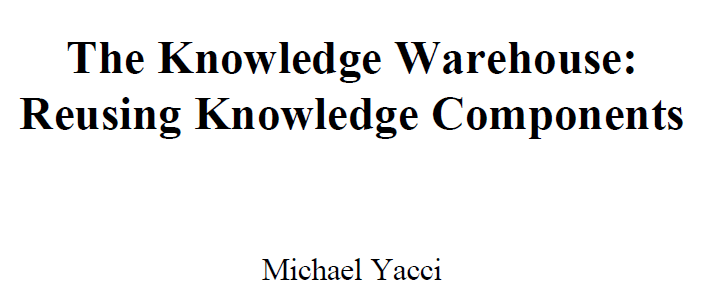 The Knowledge Warehouse:
Reusing Knowledge Components
Michael Yacci